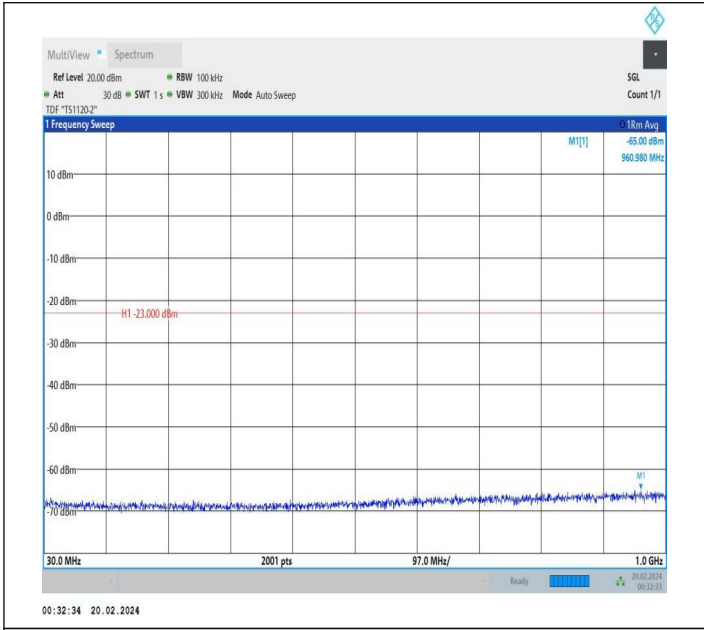 R S
MultiView Spectrum
Ref Level 20.00 dBm RBW 100 kHz SGL
Att 30 dB SWT 1 s VBW 300 kHz Mode Auto Sweep Count 1/1
TDF "TS1120-2"
1 Frequency Sweep 1Rm Avg
M1[1] -65.00 dBm
960.980 MHz
10 dBm
0 dBm
-10 dBm
-20 dBm
H1 -23.000 dBm
-30 dBm
-40 dBm
-50 dBm
-60 dBm
M1
-70 dBm
30.0 MHz 2001 pts 97.0 MHz/ 1.0 GHz
Ready 20.02.2024
00:32:33
00:32:34 20.02.2024